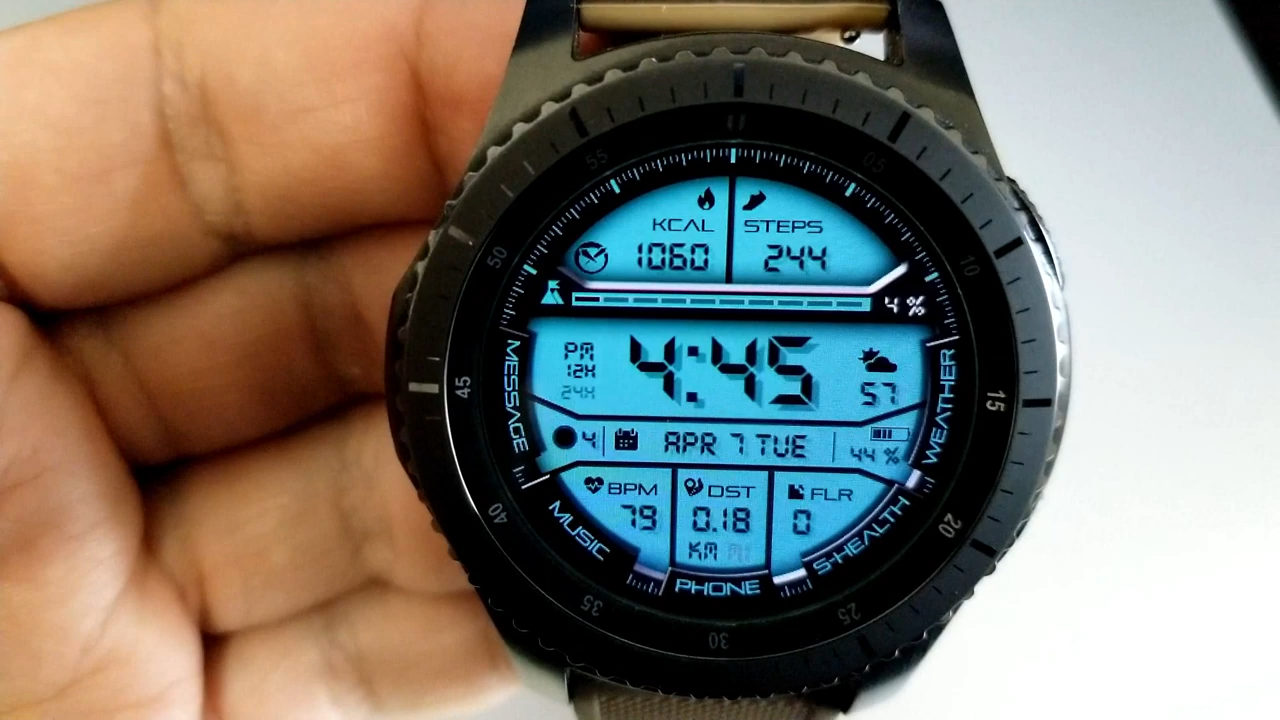 55
05
50
10
45
15
40
20
35
25
30
KCAL
STEPS
1060
244
4 %
PM
12H
24H
4:45
57
4
APR 7 TUE
44 %
BPM
DST
FLR
79
0.18
0
KM MI
MESSAGE
WEATHER
MUSIC
S-HEALTH
PHONE